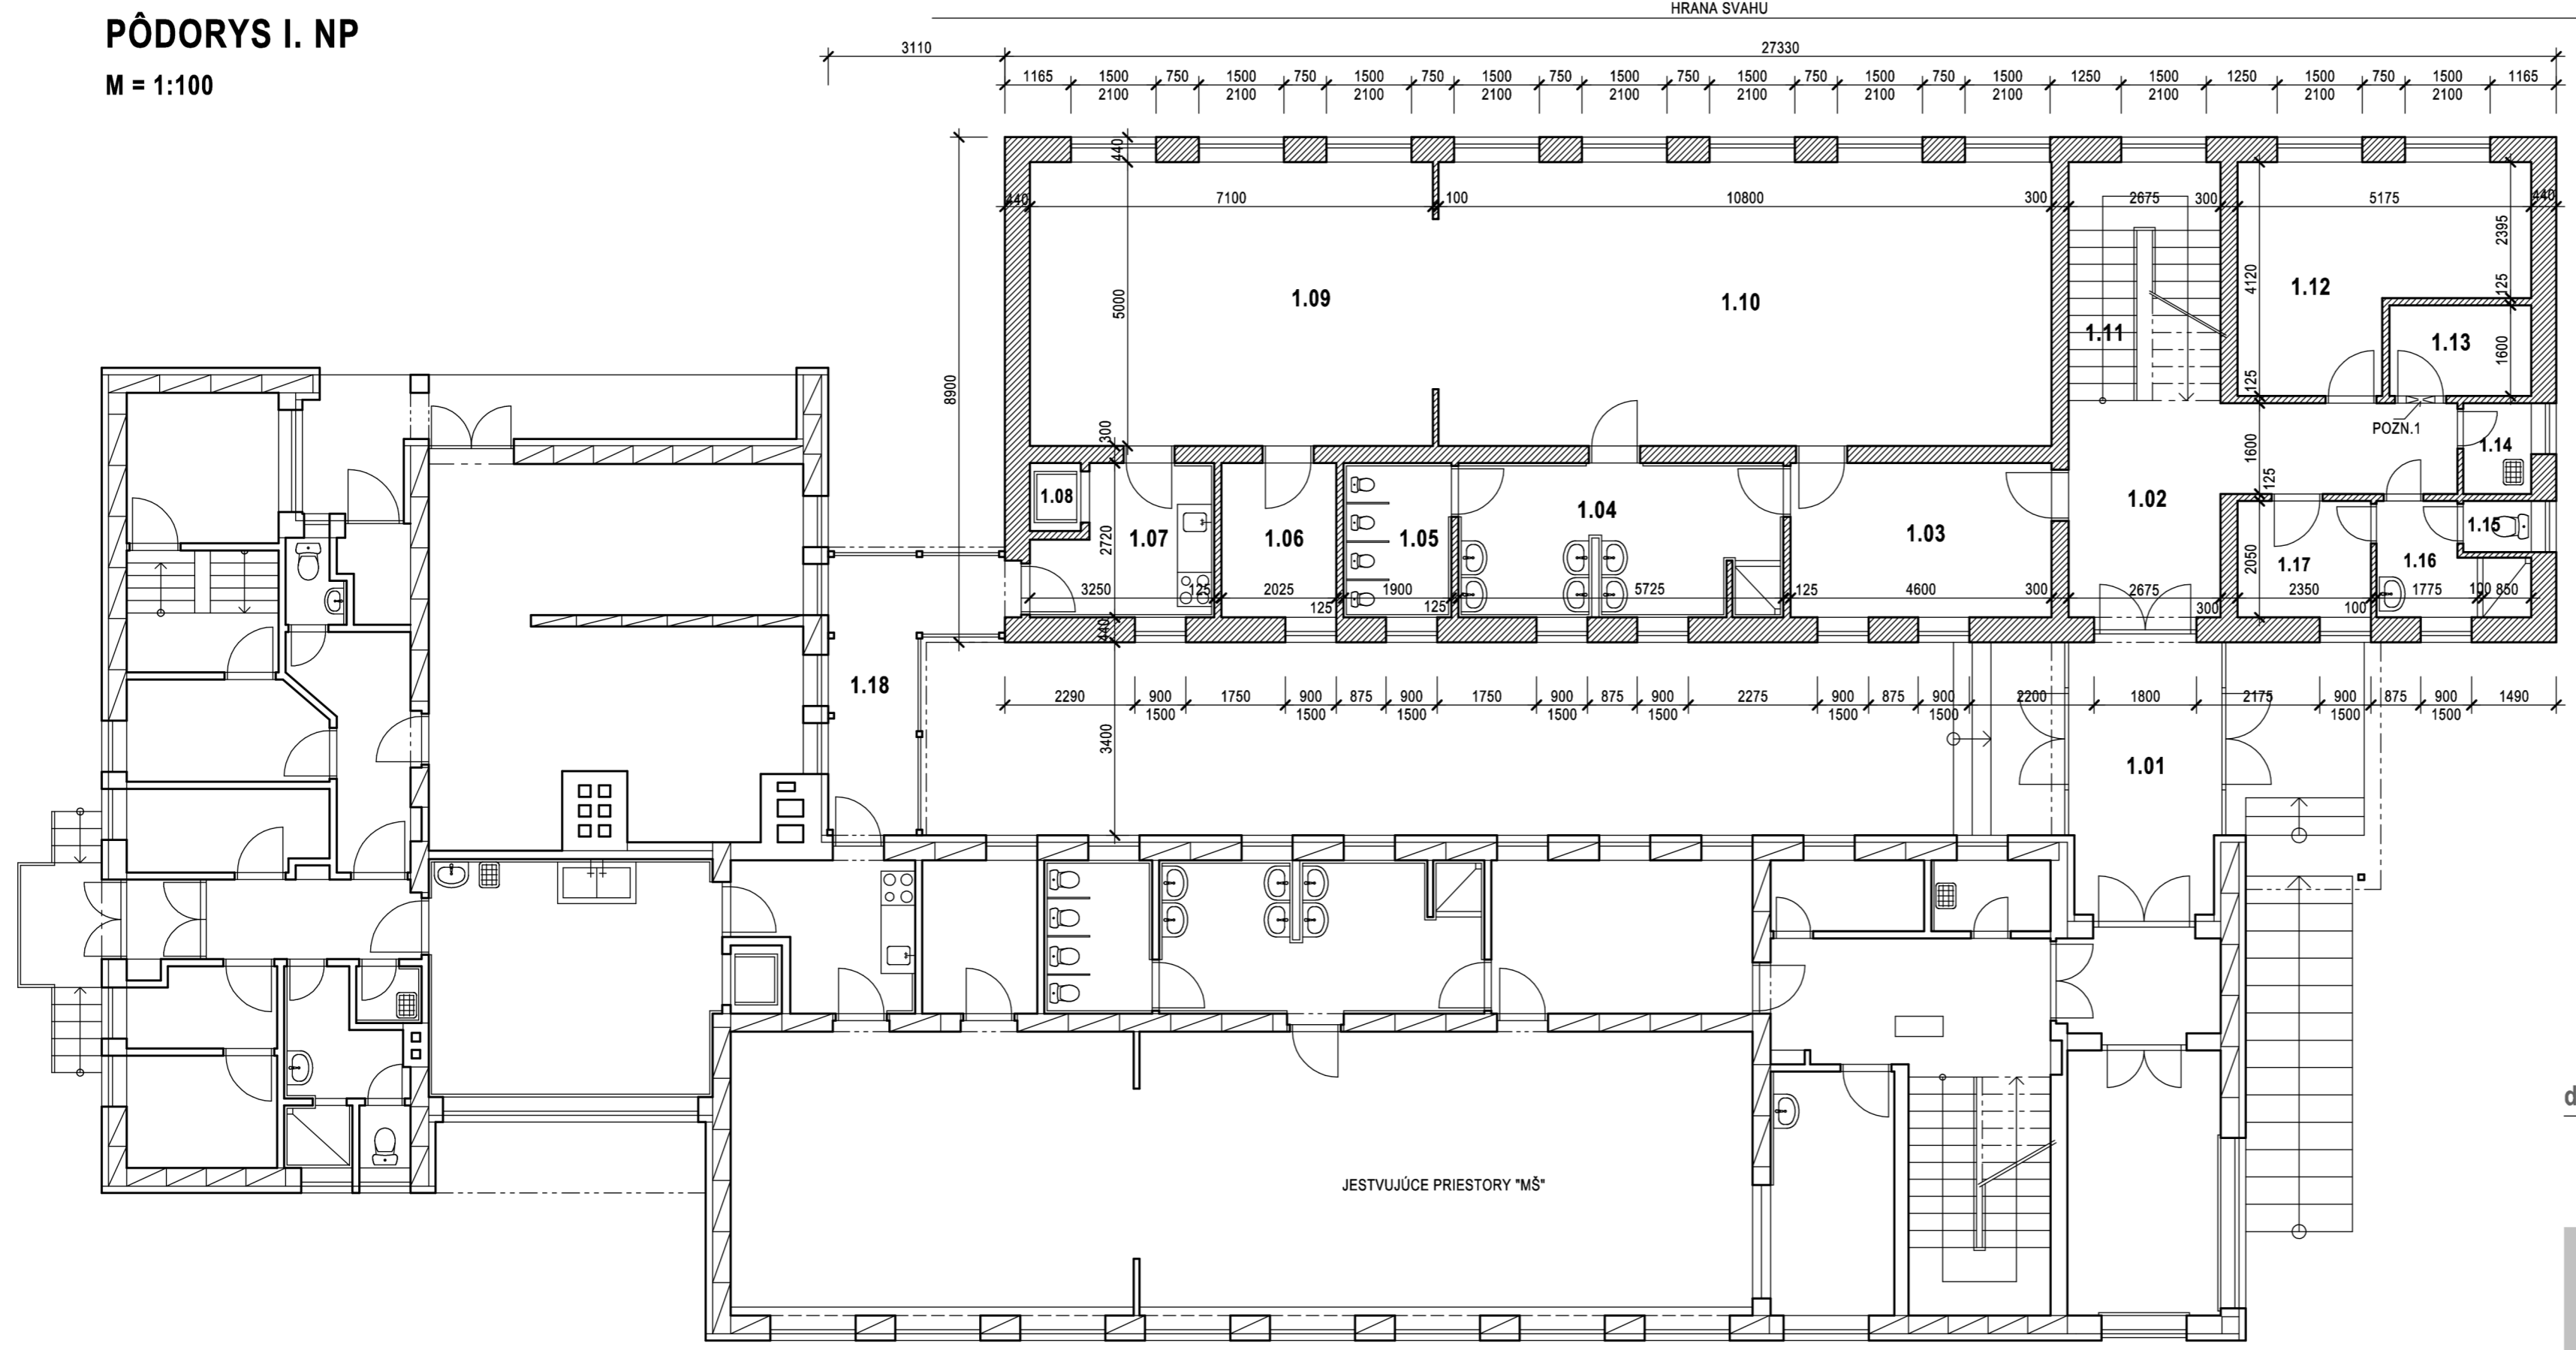 PÔDORYS I. NP
M = 1:100
HRANA SVAHU
3110 27330
1165 1500 750 1500 750 1500 750 1500 750 1500 750 1500 750 1500 750 1500 1250 1500 1250 1500 750 1500 1165
2100 2100 2100 2100 2100 2100 2100 2100 2100 2100 2100
440
440 7100 100 10800 300 2675 300 5175 440
2395
8900 5000 1.09 1.10 1.11 4120 1.12 125
1.13 1600
300 125
POZN.1
1.08 2720 1.07 1.06 1.05 1.04 1.03 1.02 1600 125 1.14
1.15
2050 1.17 1.16
3250 125 2025 125 1900 125 5725 125 4600 300 2675 300 2350 100 1775 100 850
440
1.18
2290 900 1750 900 875 900 1750 900 875 900 2275 900 875 900 2200 1800 2175 900 875 900 1490
1500 1500 1500 1500 1500 1500 1500 1500 1500
3400
1.01
d
JESTVUJÚCE PRIESTORY "MŠ"